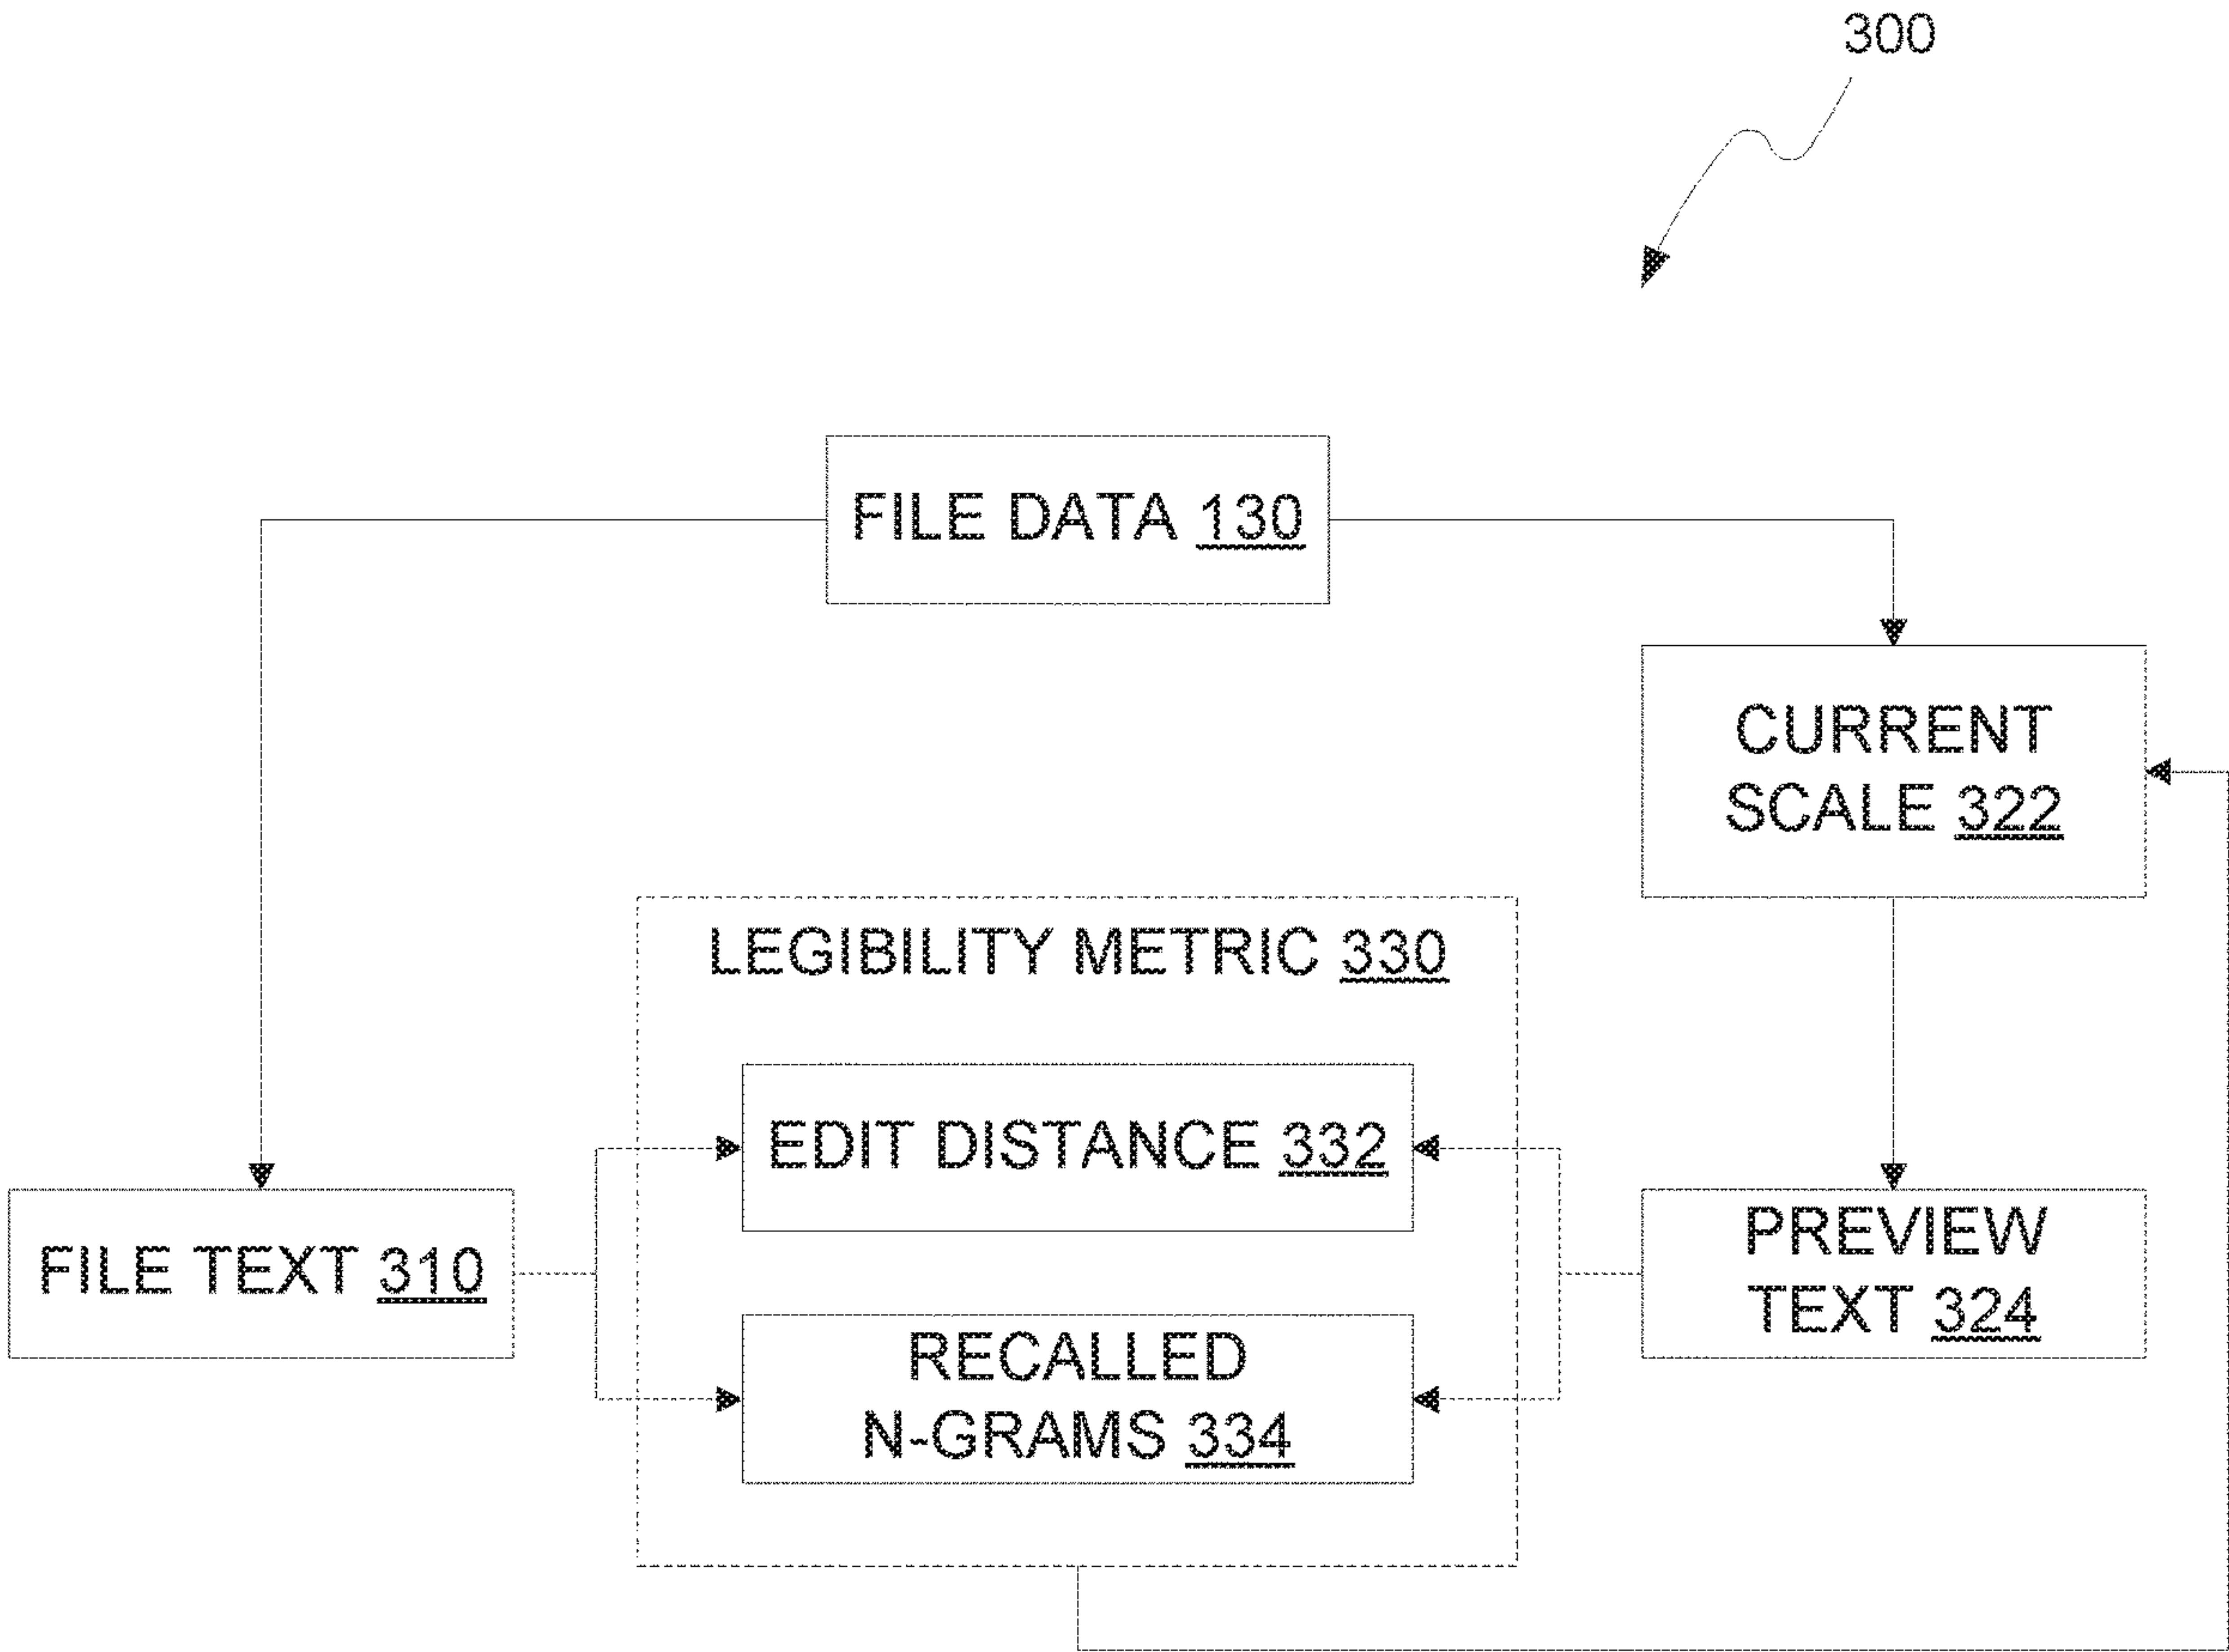 300
FILE DATA 130
CURRENT
SCALE 322
LEGIBILITY METRIC 330
EDIT DISTANCE 332
FILE TEXT 310
PREVIEW
TEXT 324
RECALLED
N-GRAMS 334